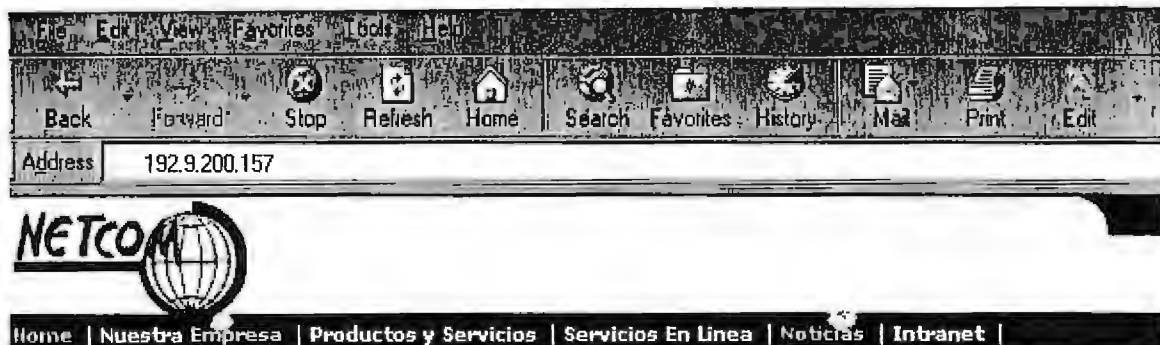 File Edit View Favorites Tools Help
Back Forward Stop Refresh Home Search Favorites History Mail Print Edit
Address 192.9.200.157
NETCOM
Home | Nuestra Empresa | Productos y Servicios | Servicios En Linea | Noticias | Intranet |